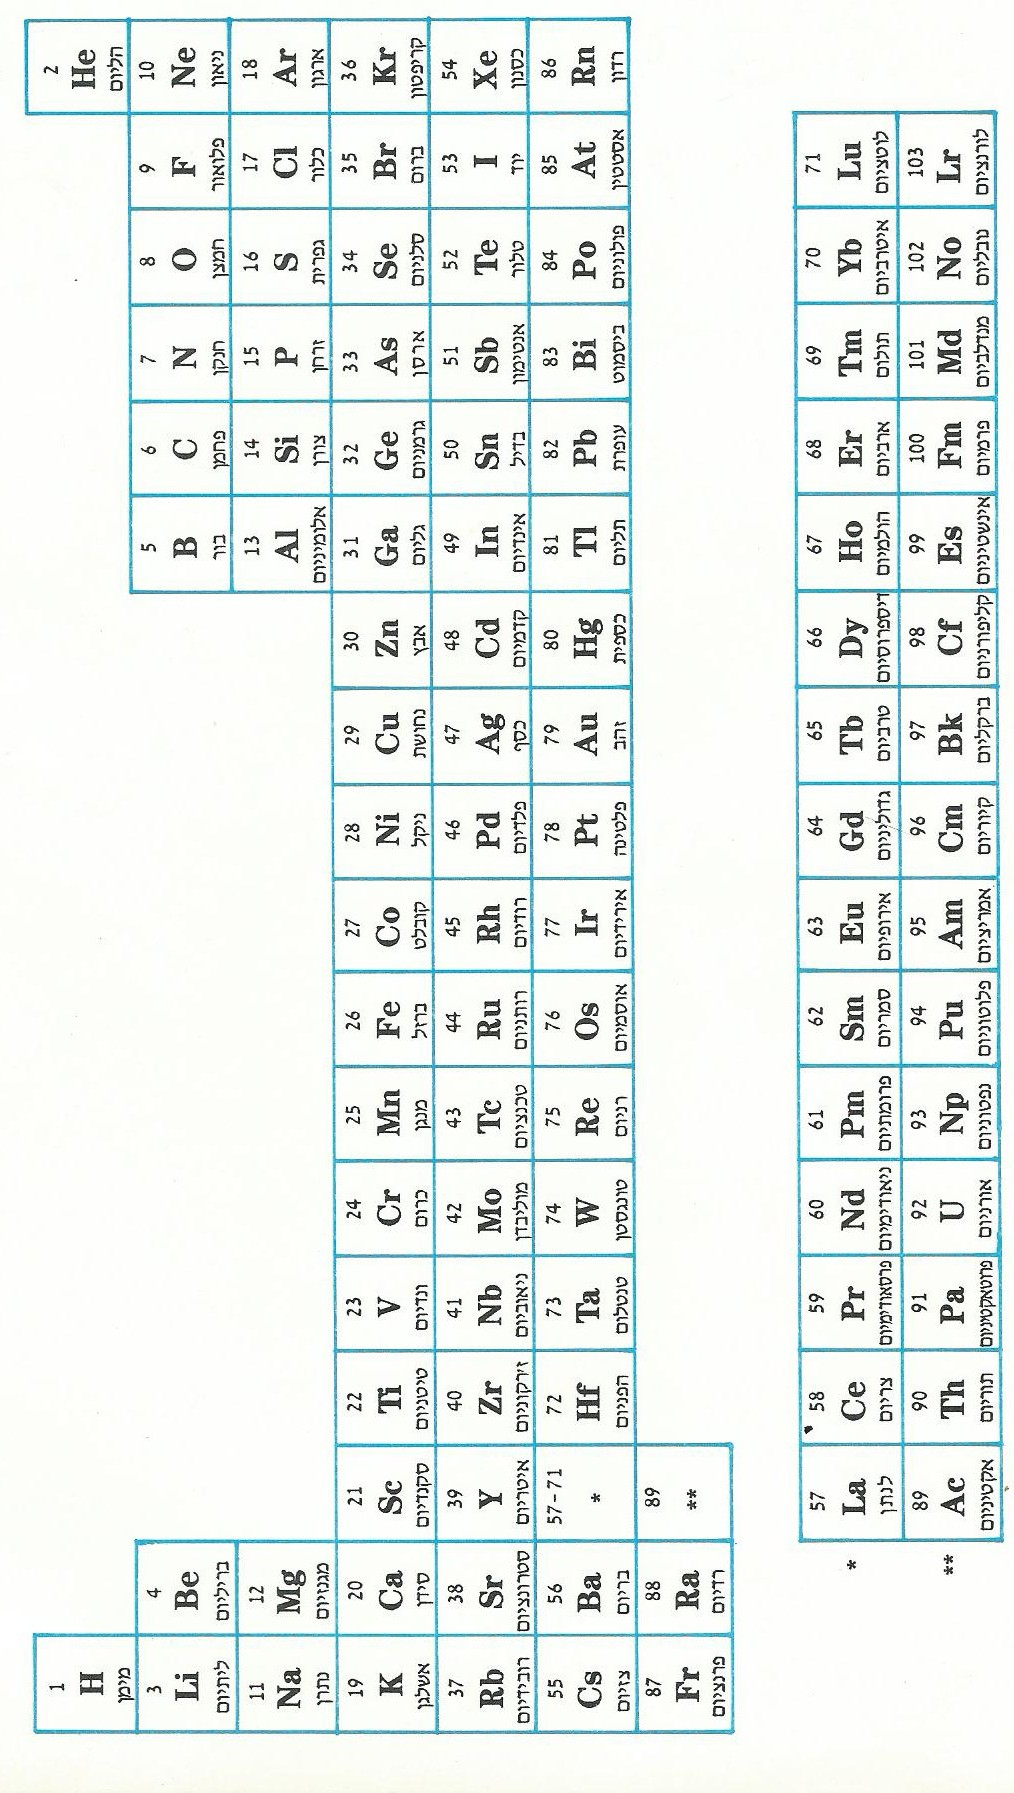 1 2
H He
מימן הליום
3 4 5 6 7 8 9 10
Li Be B C N O F Ne
ליתיום בריליום בור פחמן חנקן חמצן פלואור ניאון
11 12 13 14 15 16 17 18
Na Mg Al Si P S Cl Ar
נתרן מגנזיום אלומיניום צורן זרחן גפרית כלור ארגון
19 20 21 22 23 24 25 26 27 28 29 30 31 32 33 34 35 36
K Ca Sc Ti V Cr Mn Fe Co Ni Cu Zn Ga Ge As Se Br Kr
אשלגן סידן סקנדיום טיטניום ונדיום כרום מנגן ברזל קובלט ניקל נחושת אבץ גליום גרמניום ארסן סלניום ברום קריפטון
37 38 39 40 41 42 43 44 45 46 47 48 49 50 51 52 53 54
Rb Sr Y Zr Nb Mo Tc Ru Rh Pd Ag Cd In Sn Sb Te I Xe
רובידיום סטרונציום איטריום זירקוניום ניאוביום מוליבדן טכנציום רותניום רודיום פלדיום כסף קדמיום אינדיום בדיל אנטימון טלור יוד כסנון
55 56 57-71 72 73 74 75 76 77 78 79 80 81 82 83 84 85 86
Cs Ba * Hf Ta W Re Os Ir Pt Au Hg Tl Pb Bi Po At Rn
צזיום בריום הפניום טנטלום טונגסטן רניום אוסמיום אירידיום פלטינה זהב כספית תליום עופרת ביסמוט פולוניום אסטטין רדון
87 88 89
Fr Ra **
פרנציום רדיום
57 58 59 60 61 62 63 64 65 66 67 68 69 70 71
* La Ce Pr Nd Pm Sm Eu Gd Tb Dy Ho Er Tm Yb Lu
לנתן צריום פרסאודימיום ניאודימיום פרומתיום סמריום אירופיום גדוליניום טרביום דיספרוסיום הולמיום ארביום תולום איטרביום לוטציום
89 90 91 92 93 94 95 96 97 98 99 100 101 102 103
** Ac Th Pa U Np Pu Am Cm Bk Cf Es Fm Md No Lr
אקטיניום תוריום פרוטאקטיניום אורניום נפטוניום פלוטוניום אמריציום קיוריום ברקליום קליפורניום אינשטיניום פרמיום מנדלביום נובליום לורנציום